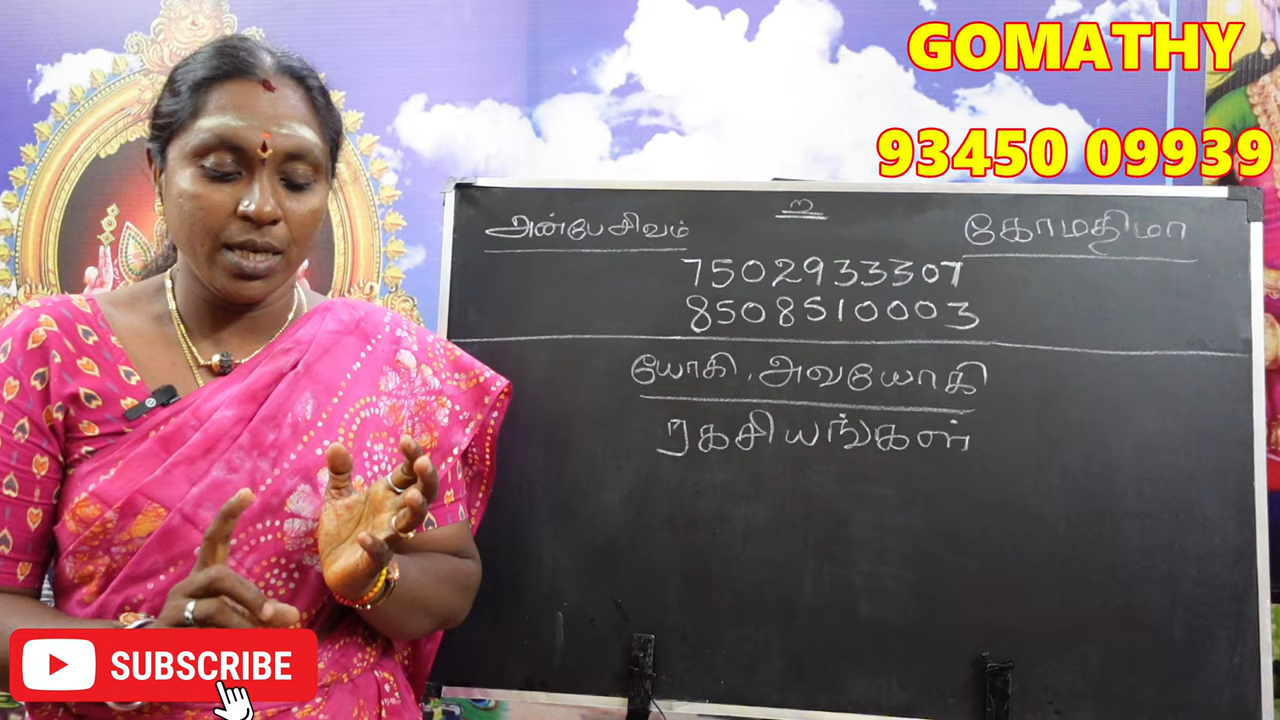 GOMATHY
93450 09939
உ
அன்பே சிவம்
கோமதிமா
7502933307
8508510003
யோகி, அவயோகி
ரகசியங்கள்
SUBSCRIBE